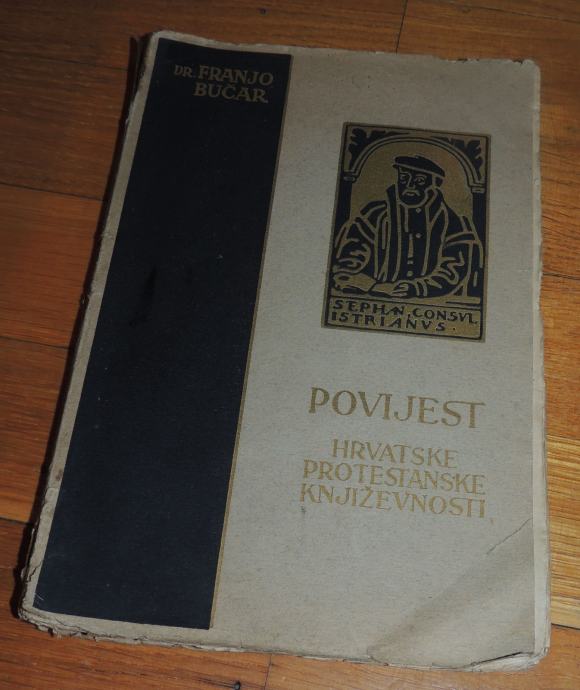 DR. FRANJO
BUČAR
STEPHAN, CONSVL
ISTRIANVS.
POVIJEST
HRVATSKE
PROTESTANSKE
KNJIŽEVNOSTI